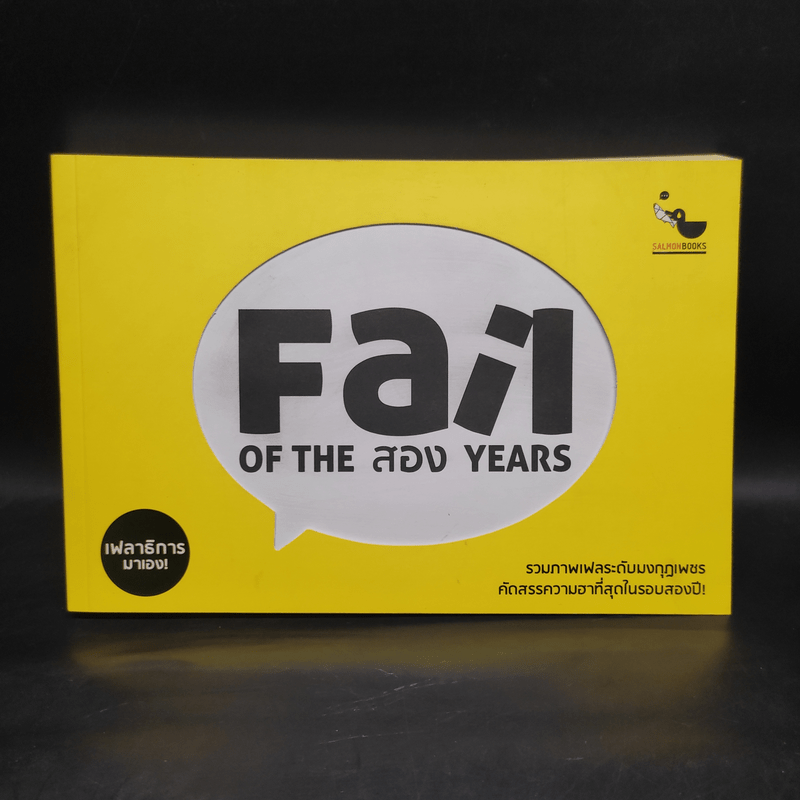 SALMONBOOKS
Fail
OF THE สอง YEARS
เฟลาธิการ
มาเอง!
รวมภาพเฟลระดับมงกุฎเพชร
คัดสรรความฮาที่สุดในรอบสองปี!